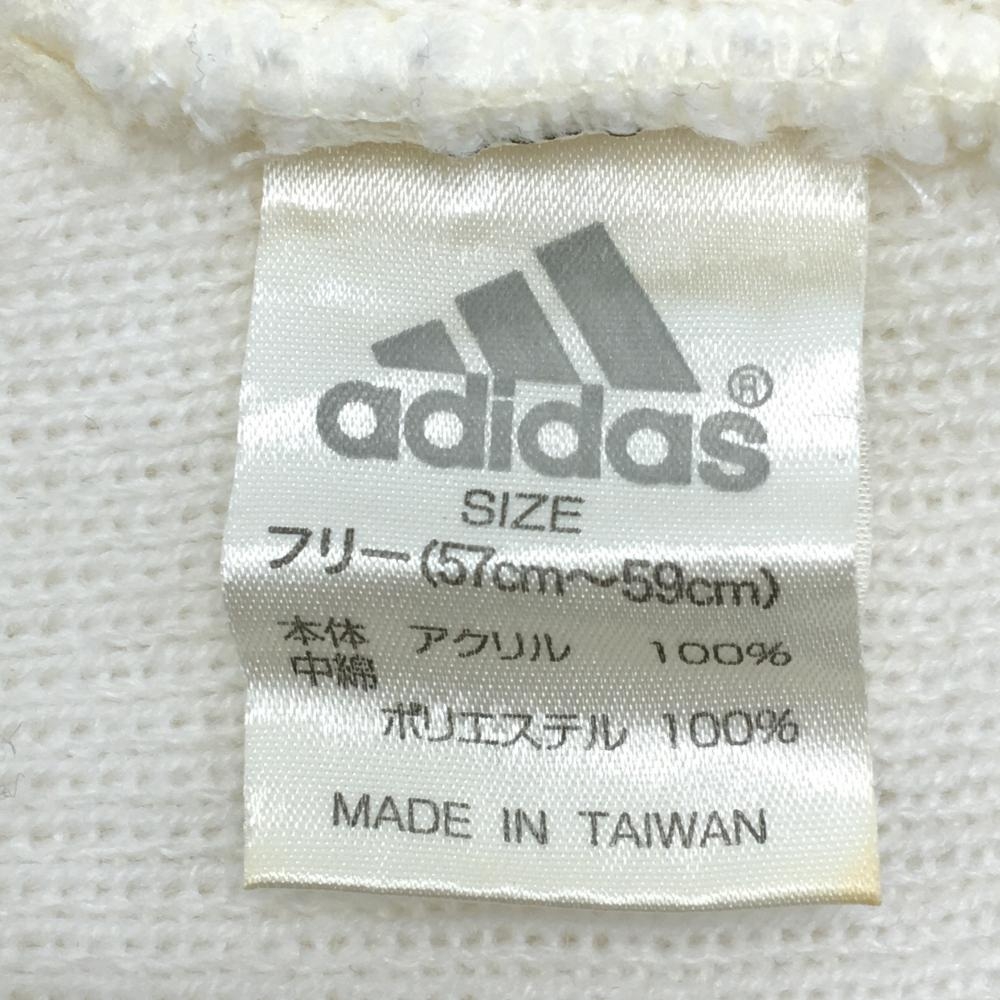 adidas®
SIZE
フリー(57cm〜59cm)
本体 アクリル 100%
中綿
ポリエステル 100%
MADE IN TAIWAN